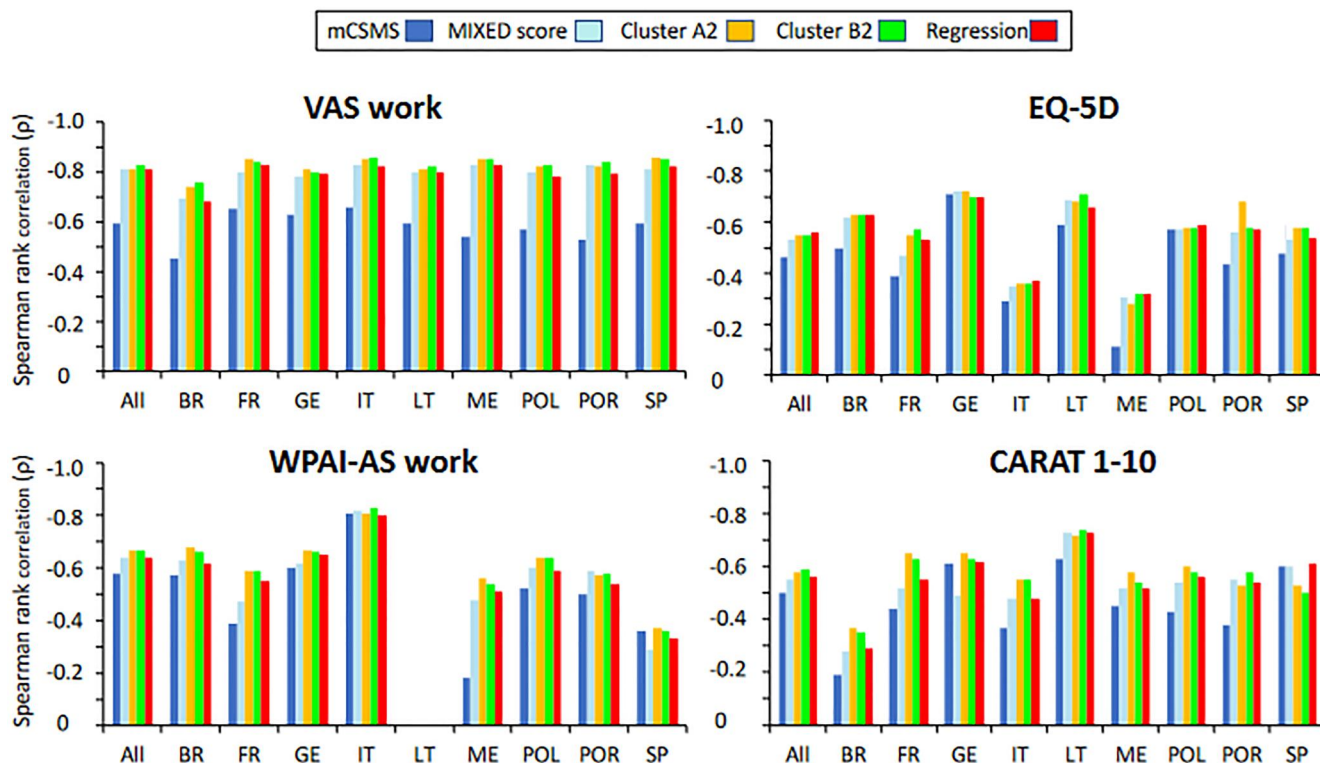 mCSMS MIXED score Cluster A2 Cluster B2 Regression
VAS work
Spearman rank correlation (ρ)
-1.0
-0.8
-0.6
-0.4
-0.2
0
All BR FR GE IT LT ME POL POR SP
EQ-5D
-1.0
-0.8
-0.6
-0.4
-0.2
0
All BR FR GE IT LT ME POL POR SP
WPAI-AS work
Spearman rank correlation (ρ)
-1.0
-0.8
-0.6
-0.4
-0.2
0
All BR FR GE IT LT ME POL POR SP
CARAT 1-10
-1.0
-0.8
-0.6
-0.4
-0.2
0
All BR FR GE IT LT ME POL POR SP